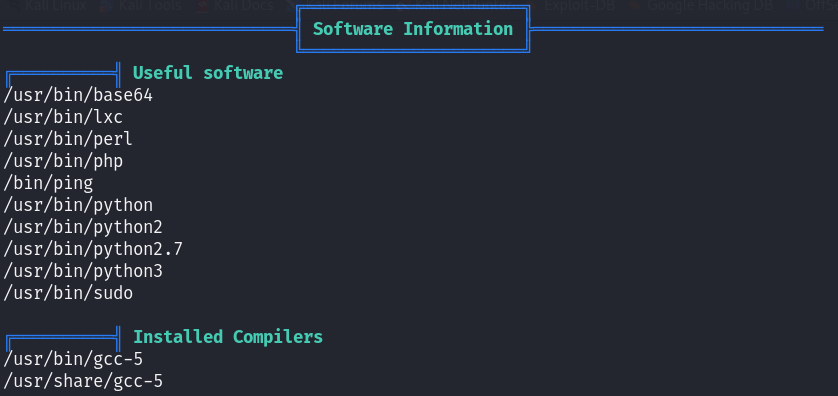 Kali Linux Kali Tools Kali Docs Exploit-DB Google Hacking DB
Software Information
Useful software
/usr/bin/base64
/usr/bin/lxc
/usr/bin/perl
/usr/bin/php
/bin/ping
/usr/bin/python
/usr/bin/python2
/usr/bin/python2.7
/usr/bin/python3
/usr/bin/sudo
Installed Compilers
/usr/bin/gcc-5
/usr/share/gcc-5